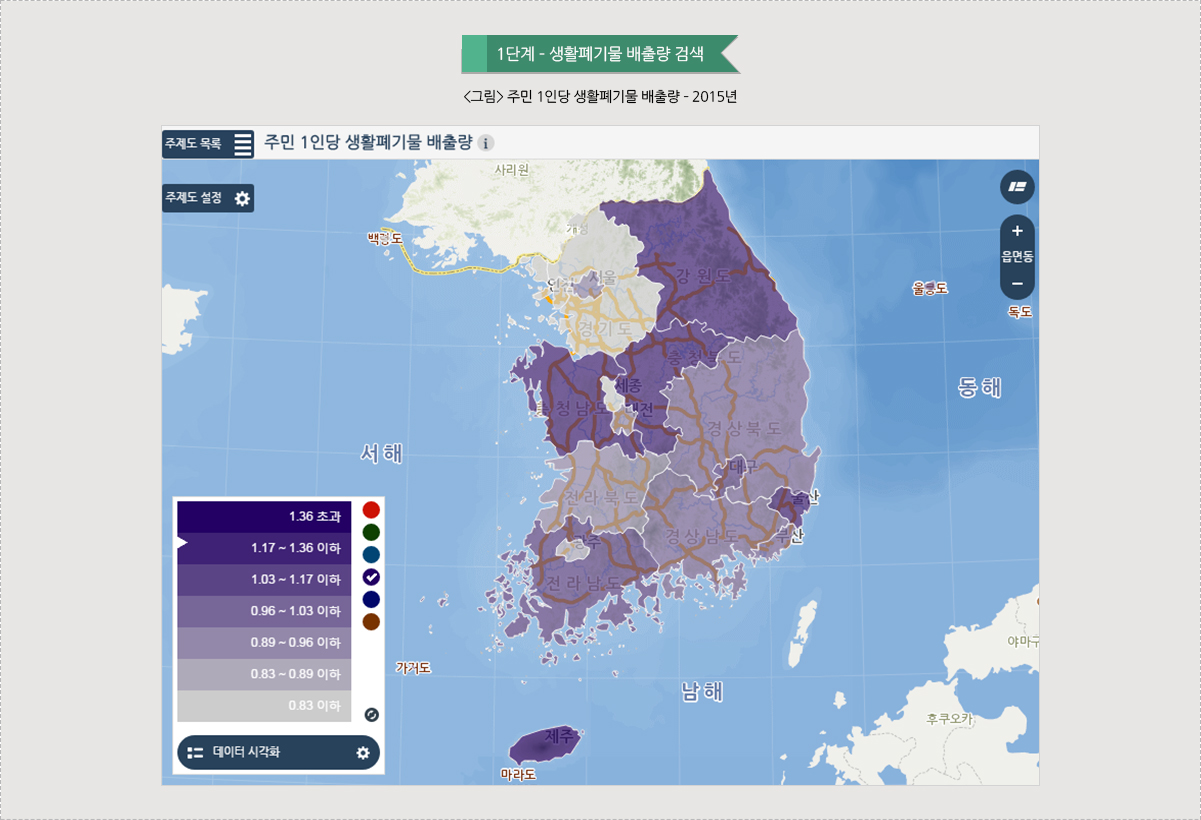 1단계 - 생활폐기물 배출량 검색
<그림> 주민 1인당 생활폐기물 배출량 - 2015년
주제도 목록
주민 1인당 생활폐기물 배출량 i
주제도 설정
사리원
개성
백령도
서울
인천
경기도
강원도
읍면동
울릉도
독도
충청북도
세종
충청남도
대전
동해
경상북도
서해
대구
전라북도
울산
경상남도
부산
광주
전라남도
1.36 초과
1.17 ~ 1.36 이하
1.03 ~ 1.17 이하
0.96 ~ 1.03 이하
0.89 ~ 0.96 이하
0.83 ~ 0.89 이하
0.83 이하
데이터 시각화
가거도
남해
야마구
후쿠오카
제주
마라도